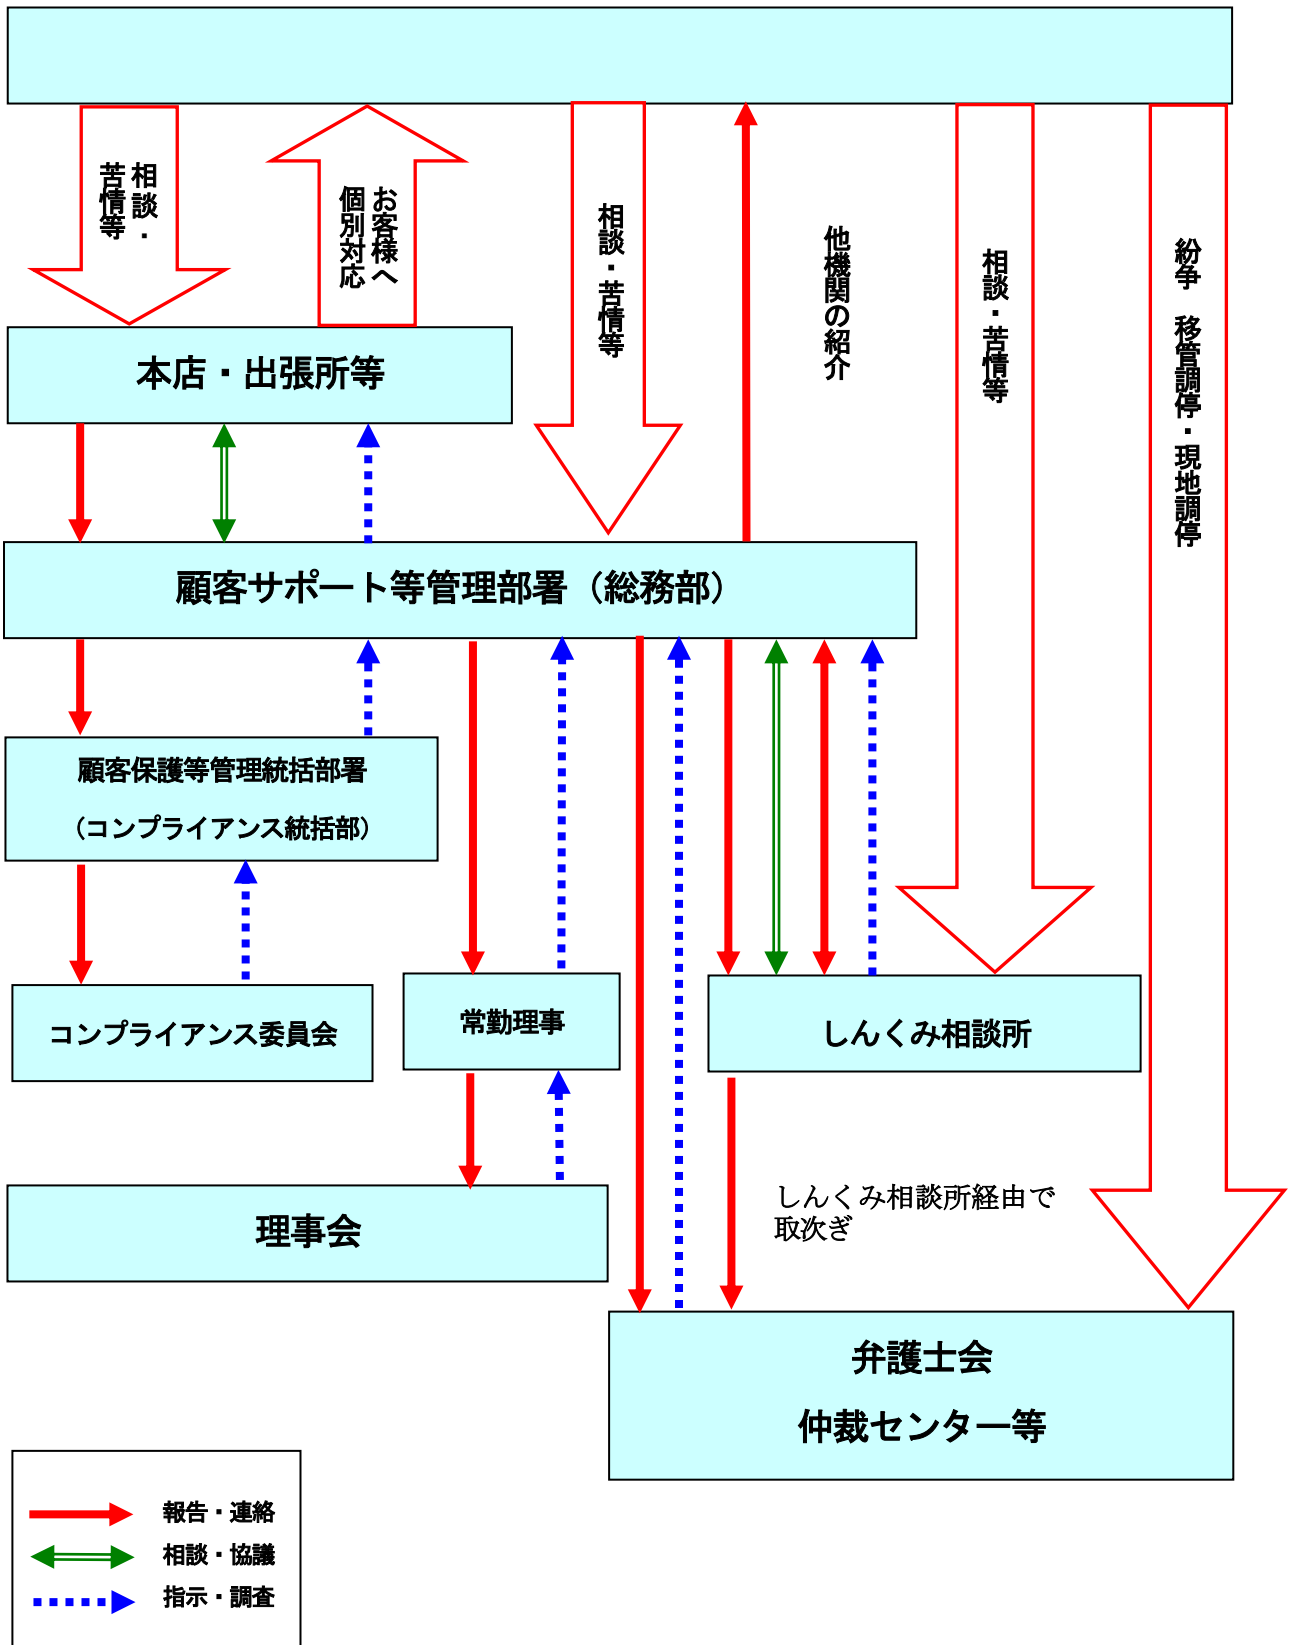 相談・
苦情等
お客様へ
個別対応
相談・苦情等
他機関の紹介
相談・苦情等
紛争　移管調停・現地調停
本店・出張所等
顧客サポート等管理部署（総務部）
顧客保護等管理統括部署
（コンプライアンス統括部）
コンプライアンス委員会
常勤理事
しんくみ相談所
しんくみ相談所経由で
取次ぎ
理事会
弁護士会
仲裁センター等
報告・連絡
相談・協議
指示・調査